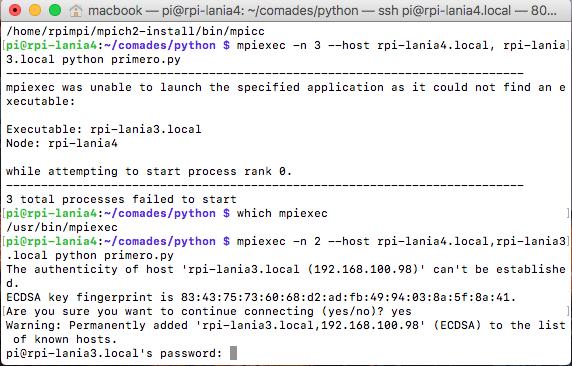 macbook — pi@rpi-lania4: ~/comades/python — ssh pi@rpi-lania4.local — 80...
/home/rpimpi/mpich2-install/bin/mpicc
[pi@rpi-lania4:~/comades/python $ mpiexec -n 3 --host rpi-lania4.local, rpi-lania]
3.local python primero.py
--------------------------------------------------------------------------
mpiexec was unable to launch the specified application as it could not find an e
xecutable:
Executable: rpi-lania3.local
Node: rpi-lania4
while attempting to start process rank 0.
--------------------------------------------------------------------------
3 total processes failed to start
[pi@rpi-lania4:~/comades/python $ which mpiexec ]
/usr/bin/mpiexec
[pi@rpi-lania4:~/comades/python $ mpiexec -n 2 --host rpi-lania4.local,rpi-lania3]
.local python primero.py
The authenticity of host 'rpi-lania3.local (192.168.100.98)' can't be establishe
d.
ECDSA key fingerprint is 83:43:75:73:60:68:d2:ad:fb:49:94:03:8a:5f:8a:41.
[Are you sure you want to continue connecting (yes/no)? yes ]
Warning: Permanently added 'rpi-lania3.local,192.168.100.98' (ECDSA) to the list
of known hosts.
pi@rpi-lania3.local's password: